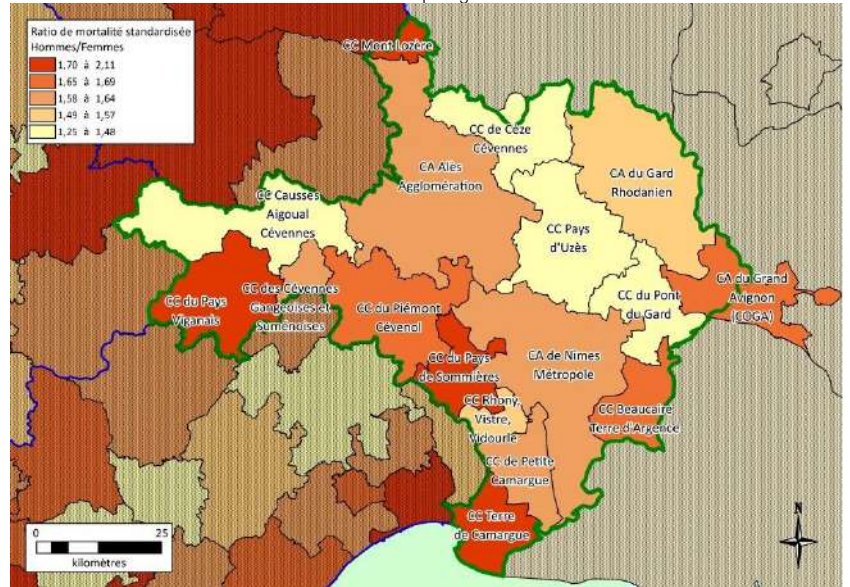 Ratio de mortalité standardisée
Hommes/Femmes
1,70 à 2,11
1,65 à 1,69
1,58 à 1,64
1,49 à 1,57
1,25 à 1,48
CC Mont Lozère
CC de Cèze
Cévennes
CA Alès
Agglomération
CA du Gard
Rhodanien
CC Causses
Aigoual
Cévennes
CC Pays
d'Uzès
CC du Pays
Viganais
CC des Cévennes
Gangeoises et
Suménoises
CC du Piémont
Cévenol
CC du Pont
du Gard
CA du Grand
Avignon
(COGA)
CC du Pays
de Sommières
CA de Nîmes
Métropole
CC Rhony,
Vistre,
Vidourle
CC Beaucaire
Terre d'Argence
CC de Petite
Camargue
CC Terre
de Camargue
0 25
kilomètres
N